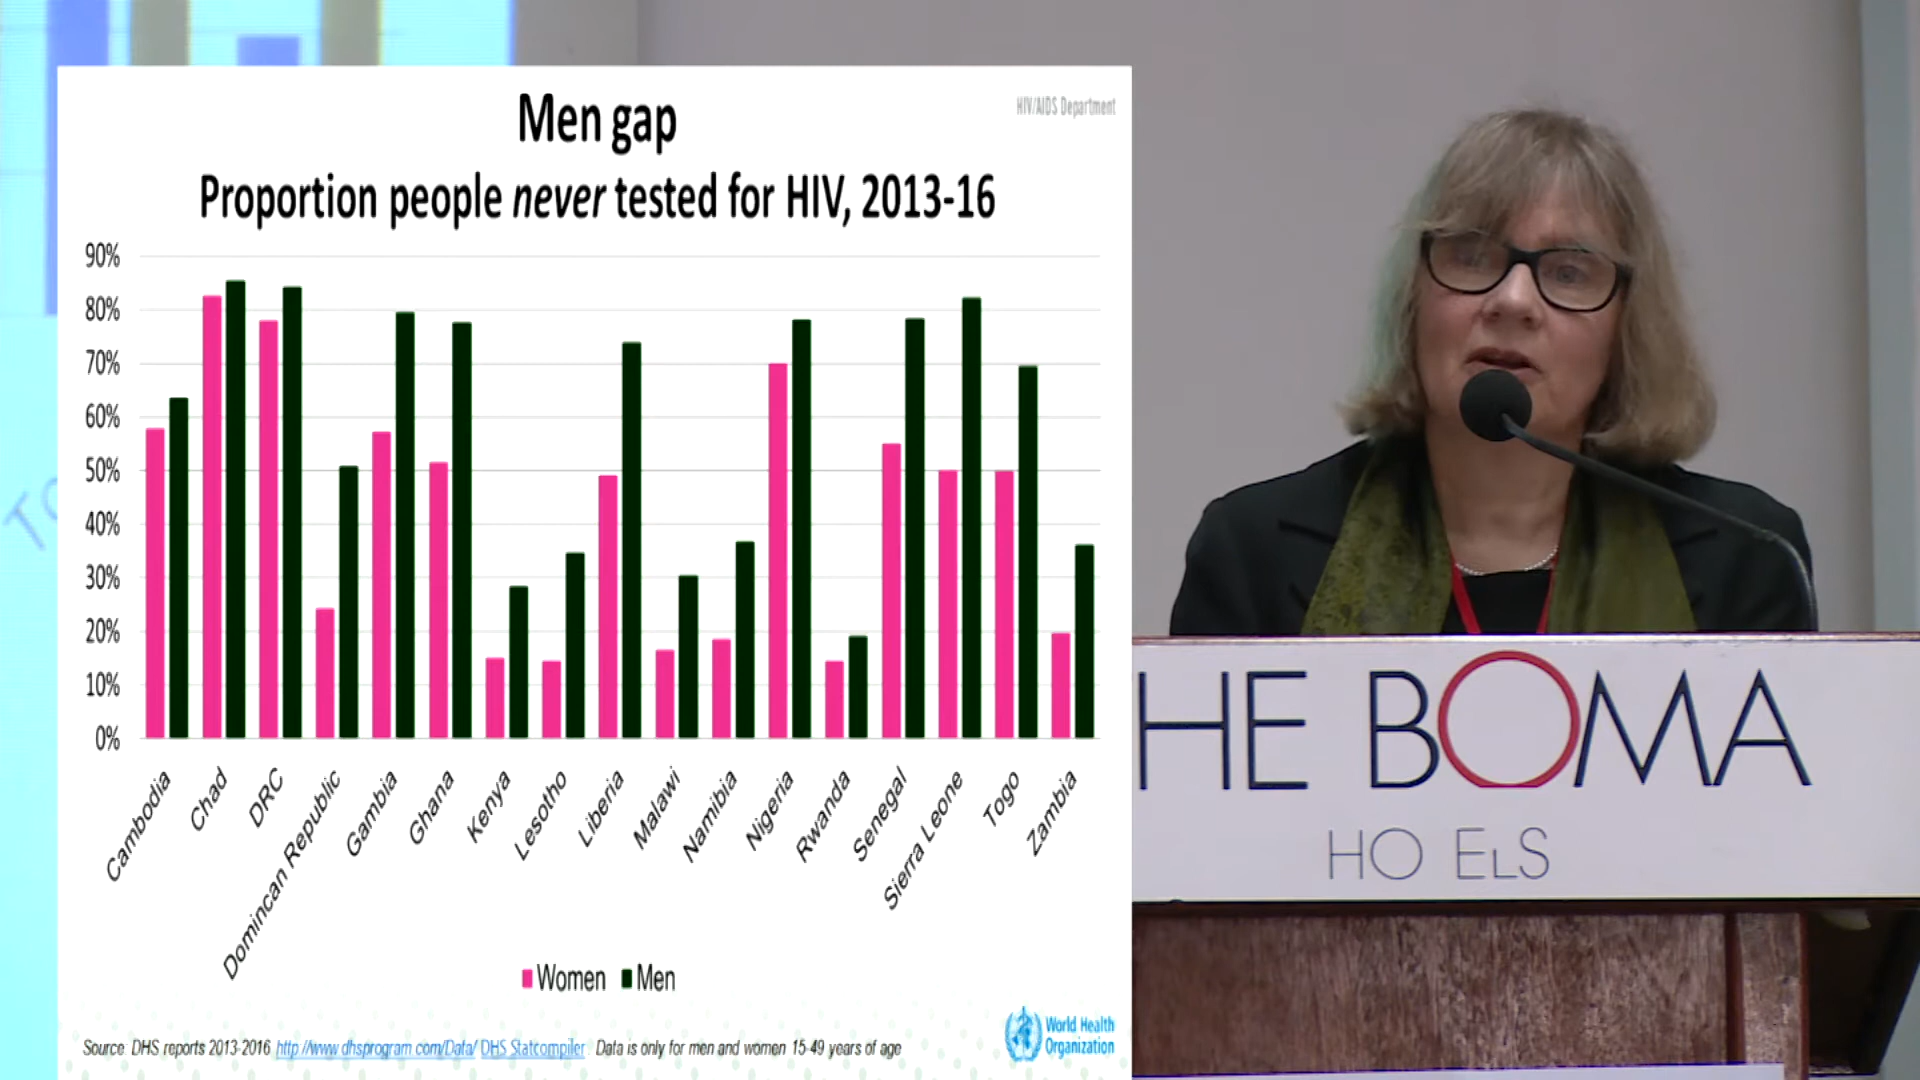 HIV/AIDS Department
Men gap
Proportion people never tested for HIV, 2013-16
90%
80%
70%
60%
50%
40%
30%
20%
10%
0%
Cambodia
Chad
DRC
Domincan Republic
Gambia
Ghana
Kenya
Lesotho
Liberia
Malawi
Namibia
Nigeria
Rwanda
Senegal
Sierra Leone
Togo
Zambia
Women Men
World Health
Organization
Source: DHS reports 2013-2016 http://www.dhsprogram.com/Data/ DHS Statcompiler. Data is only for men and women 15-49 years of age
HE BOMA
HO ELS